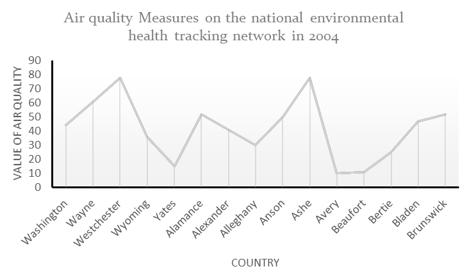 Air quality Measures on the national environmental
health tracking network in 2004
VALUE OF AIR QUALITY
90
80
70
60
50
40
30
20
10
0
Washington
Wayne
Westchester
Wyoming
Yates
Alamance
Alexander
Alleghany
Anson
Ashe
Avery
Beaufort
Bertie
Bladen
Brunswick
COUNTRY